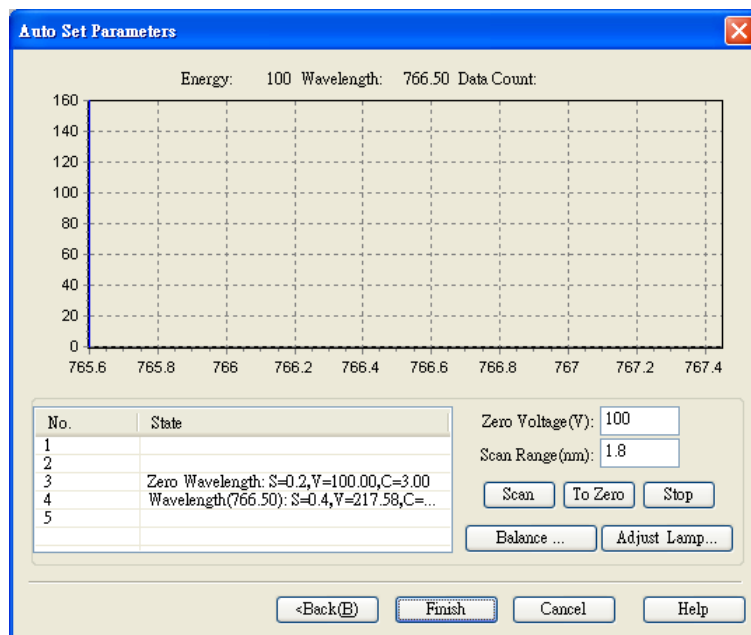 Auto Set Parameters
Energy: 100 Wavelength: 766.50 Data Count:
160
140
120
100
80
60
40
20
0
765.6 765.8 766 766.2 766.4 766.6 766.8 767 767.2 767.4
No. State
1
2
3 Zero Wavelength: S=0.2,V=100.00,C=3.00
4 Wavelength(766.50): S=0.4,V=217.58,C=...
5
Zero Voltage(V): 100
Scan Range(nm): 1.8
Scan To Zero Stop
Balance ... Adjust Lamp...
<Back(B) Finish Cancel Help